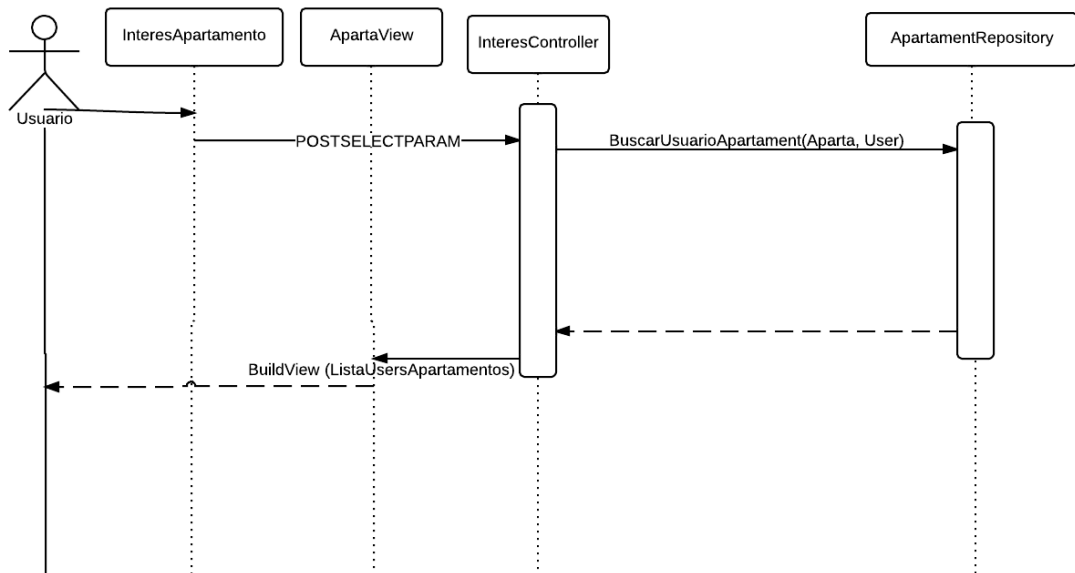 InteresApartamento
ApartaView
InteresController
ApartamentRepository
Usuario
POSTSELECTPARAM
BuscarUsuarioApartament(Aparta, User)
BuildView (ListaUsersApartamentos)